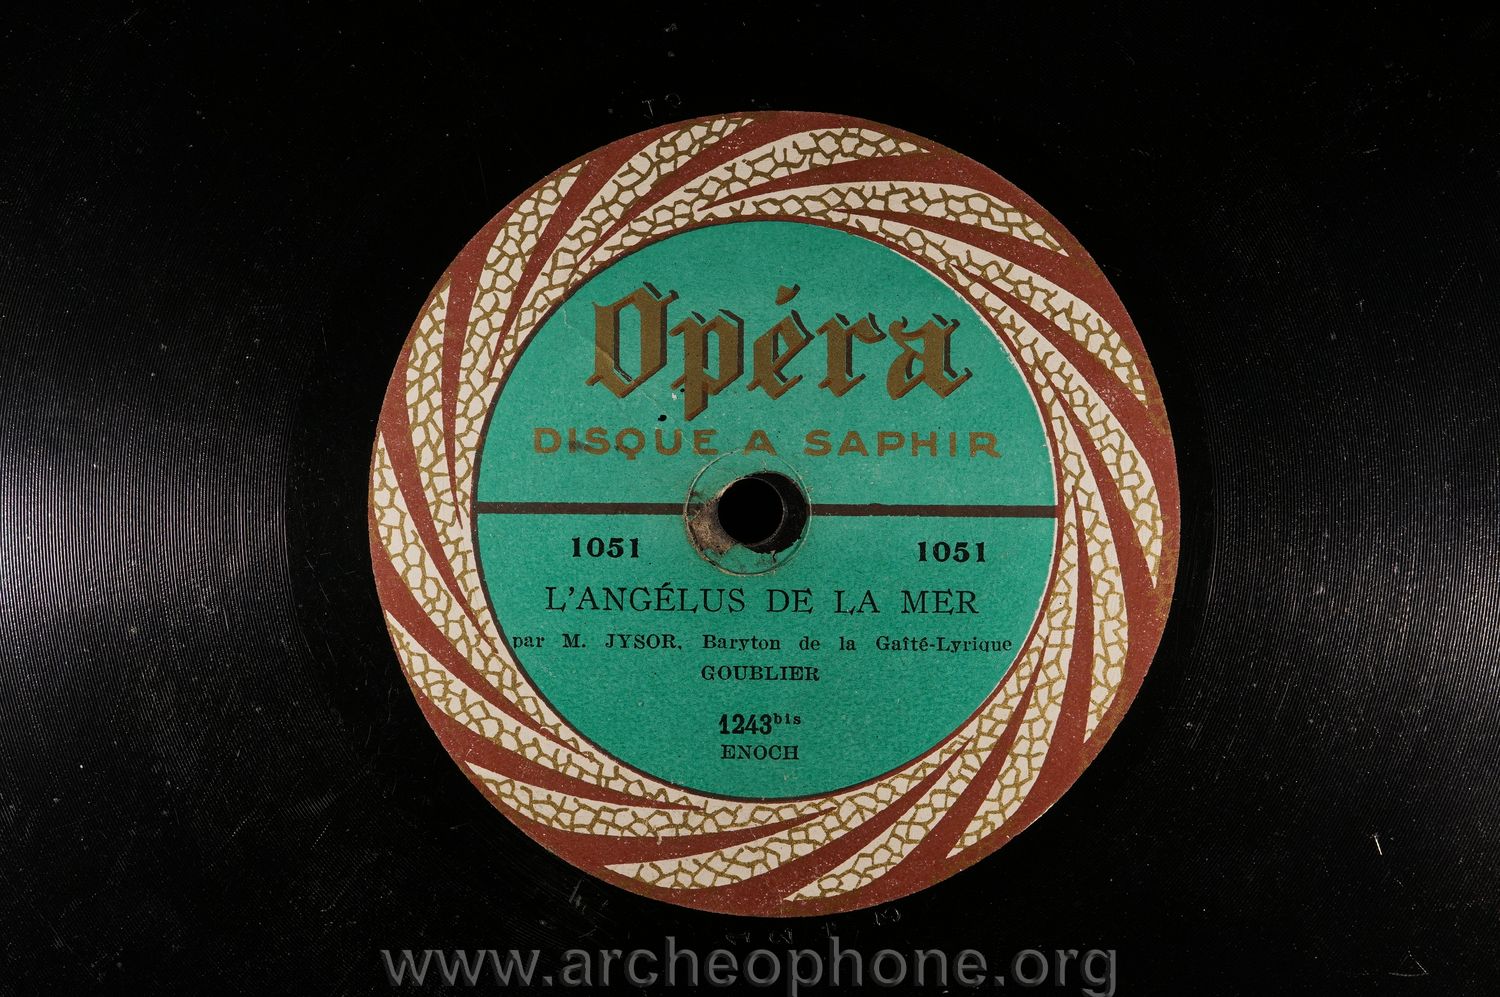 Opéra
DISQUE A SAPHIR
1051 1051
L'ANGÉLUS DE LA MER
par M. JYSOR, Baryton de la Gaîté-Lyrique
GOUBLIER
1243bis
ENOCH
www.archeophone.org